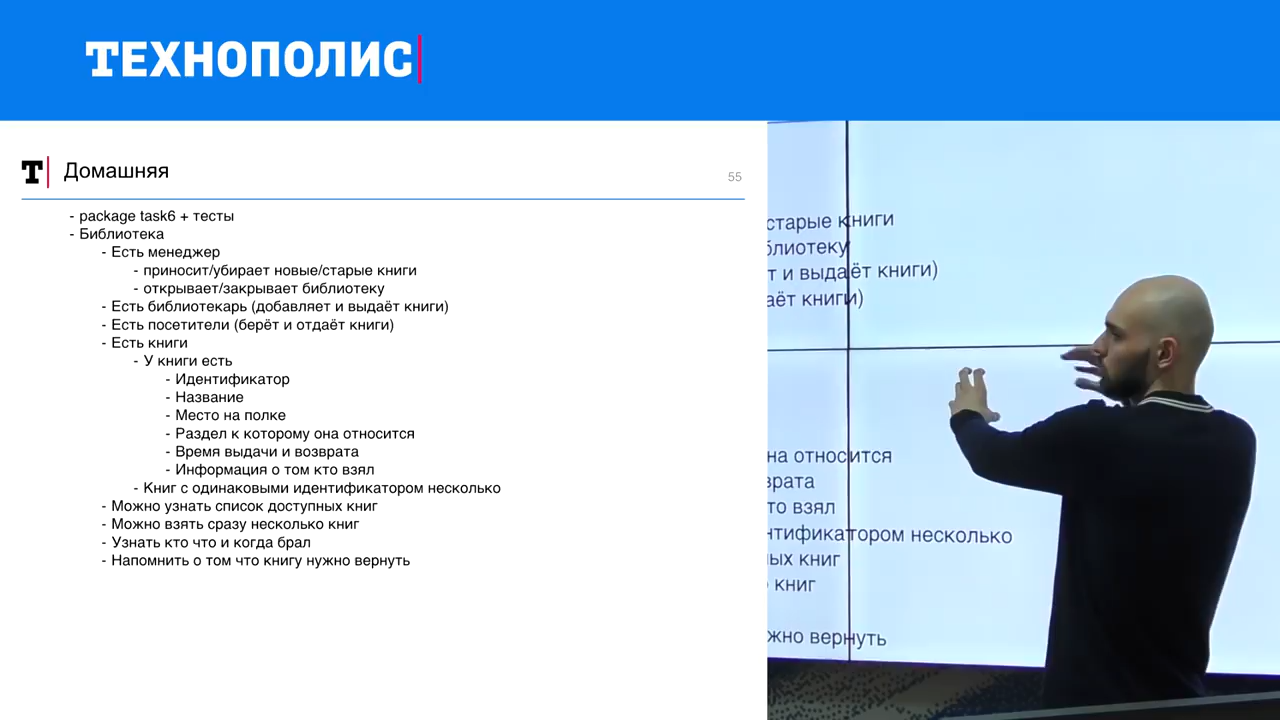 ТЕХНОПОЛИС
Т
Домашняя
55
- package task6 + тесты
- Библиотека
- Есть менеджер
- приносит/убирает новые/старые книги
- открывает/закрывает библиотеку
- Есть библиотекарь (добавляет и выдаёт книги)
- Есть посетители (берёт и отдаёт книги)
- Есть книги
- У книги есть
- Идентификатор
- Название
- Место на полке
- Раздел к которому она относится
- Время выдачи и возврата
- Информация о том кто взял
- Книг с одинаковыми идентификатором несколько
- Можно узнать список доступных книг
- Можно взять сразу несколько книг
- Узнать кто что и когда брал
- Напомнить о том что книгу нужно вернуть
старые книги
блиотеку
т и выдаёт книги)
аёт книги)
на относится
врата
то взял
нтификатором несколько
ых книг
книг
жно вернуть